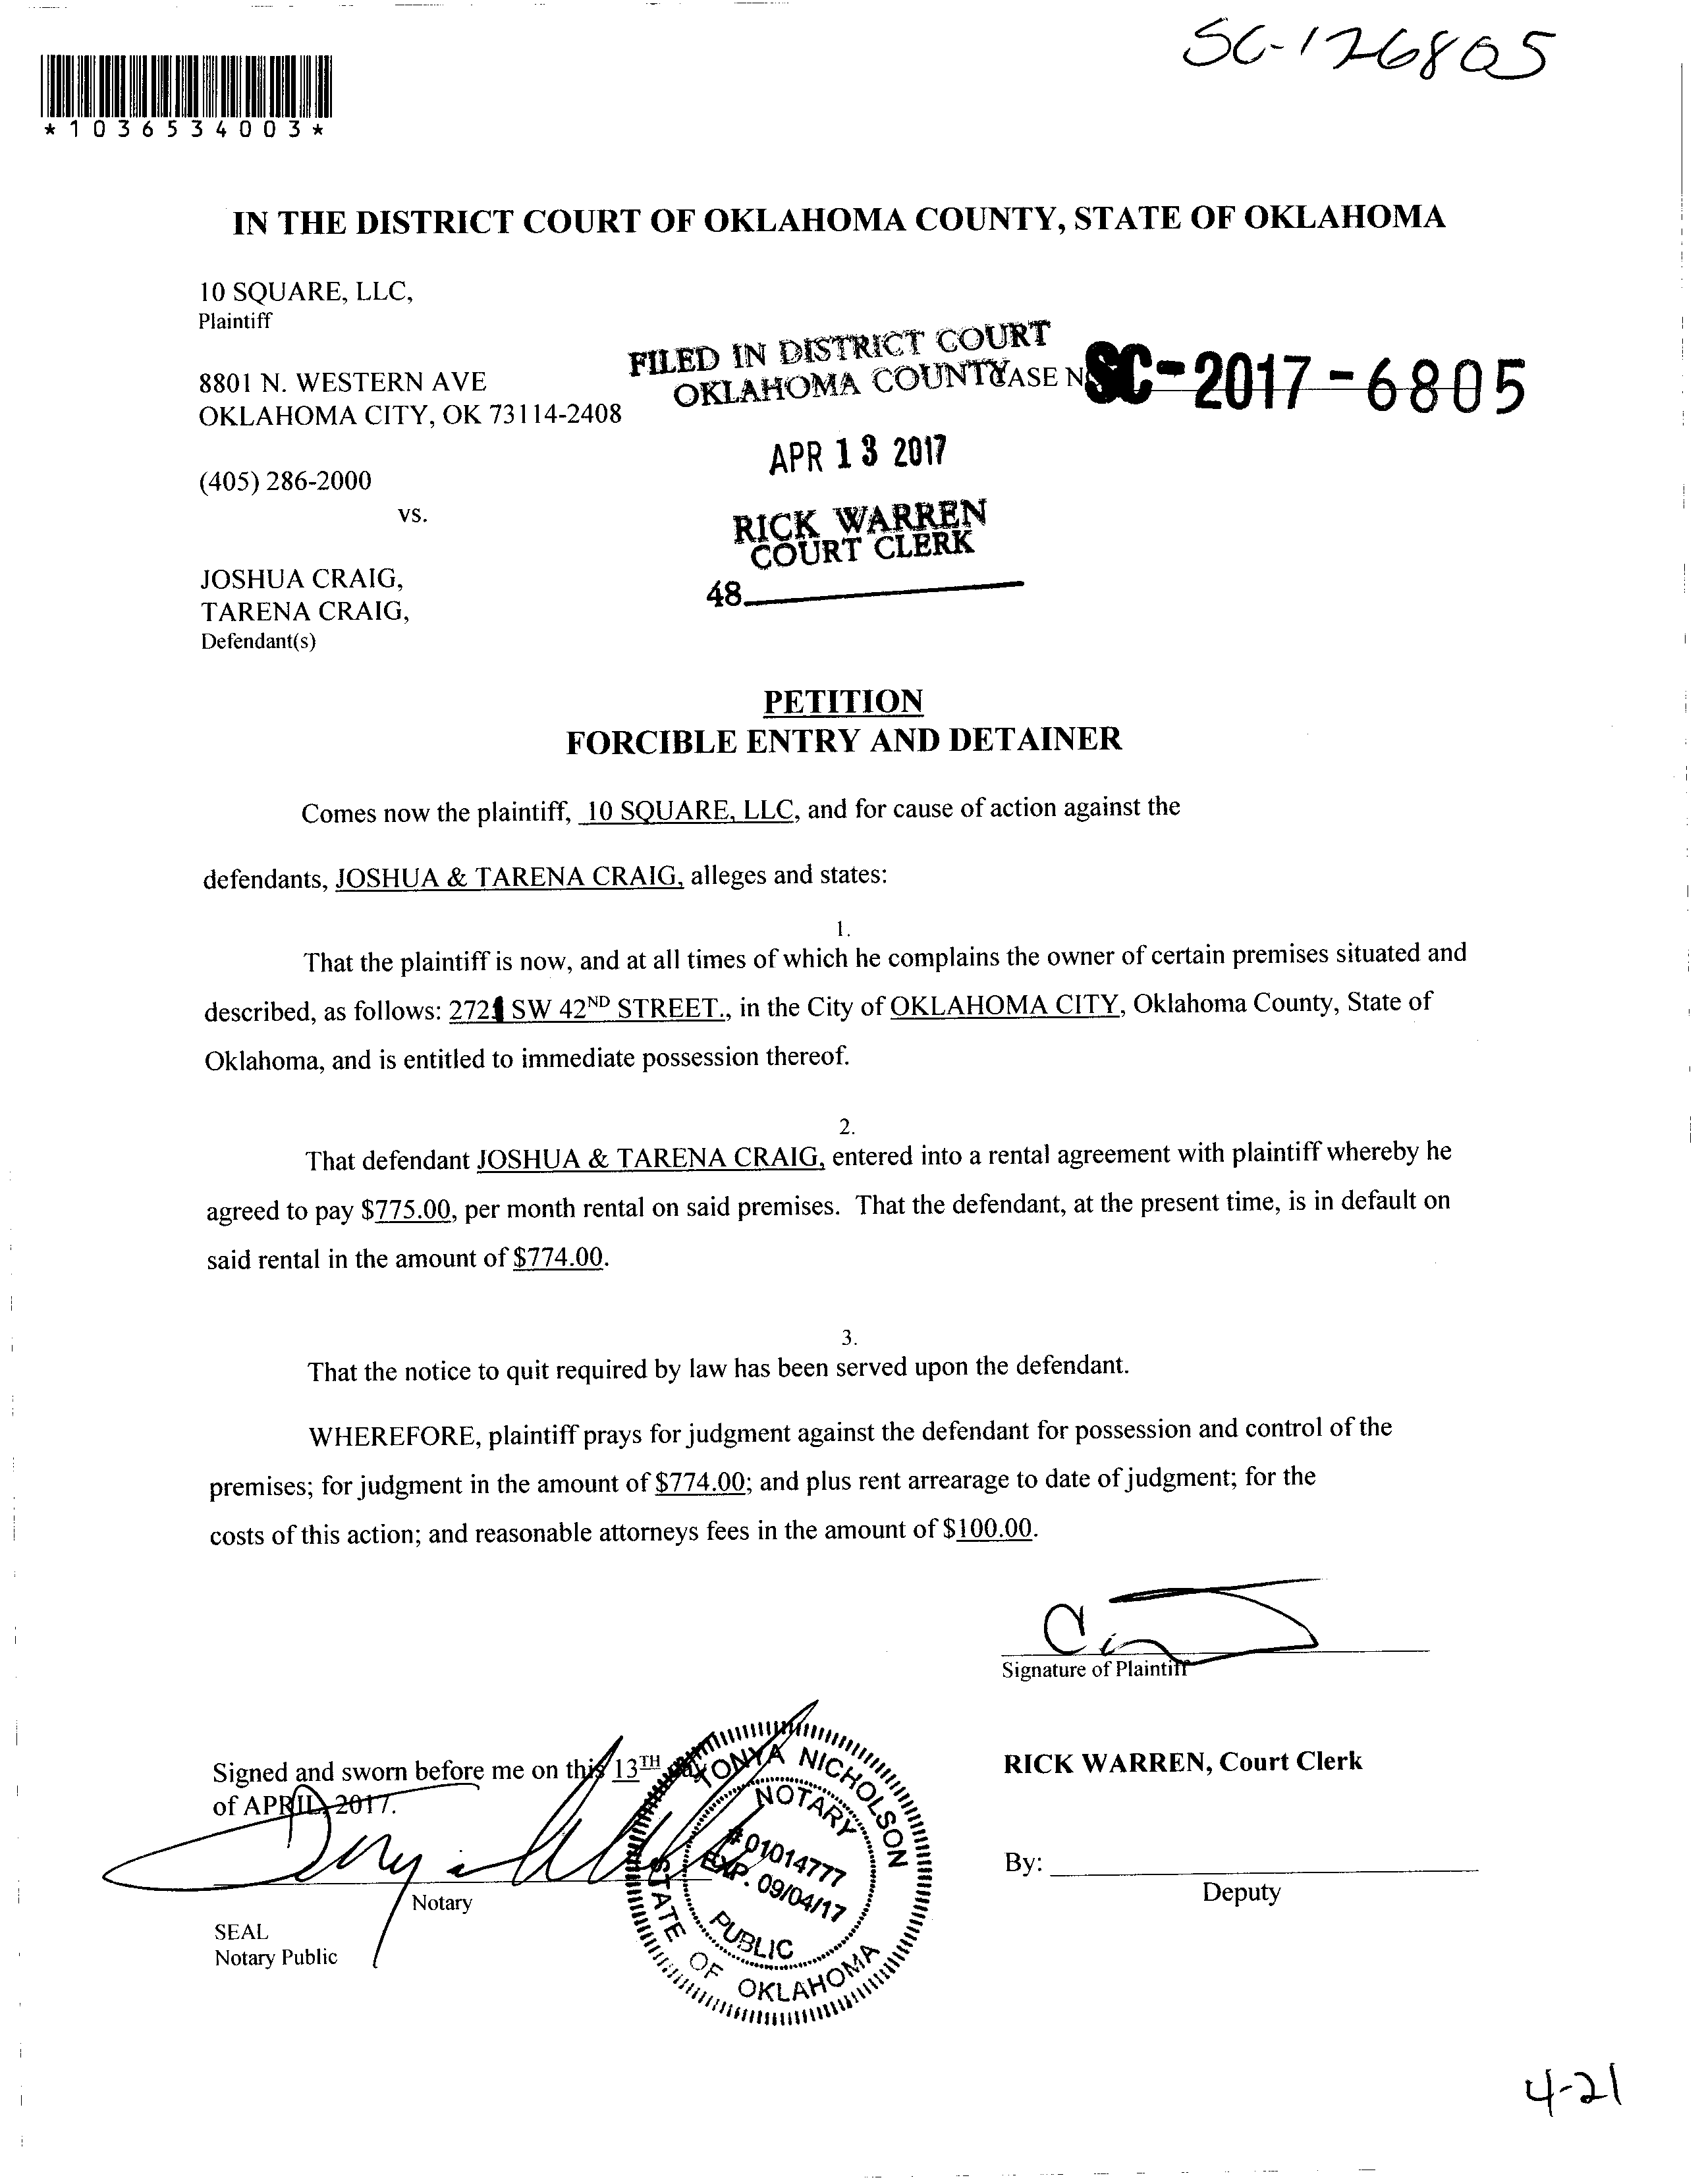 SC-176805
*1036534003*
IN THE DISTRICT COURT OF OKLAHOMA COUNTY, STATE OF OKLAHOMA
10 SQUARE, LLC,
Plaintiff
8801 N. WESTERN AVE
OKLAHOMA CITY, OK 73114-2408
(405) 286-2000
vs.
JOSHUA CRAIG,
TARENA CRAIG,
Defendant(s)
FILED IN DISTRICT COURT
OKLAHOMA COUNTY
ASE N
SC-2017-6805
APR 13 2017
RICK WARREN
COURT CLERK
48
PETITION
FORCIBLE ENTRY AND DETAINER
Comes now the plaintiff, 10 SQUARE, LLC, and for cause of action against the
defendants, JOSHUA & TARENA CRAIG, alleges and states:
1.
That the plaintiff is now, and at all times of which he complains the owner of certain premises situated and
described, as follows: SW 42ND STREET., in the City of OKLAHOMA CITY, Oklahoma County, State of
Oklahoma, and is entitled to immediate possession thereof.
2.
That defendant JOSHUA & TARENA CRAIG, entered into a rental agreement with plaintiff whereby he
agreed to pay $775.00, per month rental on said premises. That the defendant, at the present time, is in default on
said rental in the amount of $774.00.
3.
That the notice to quit required by law has been served upon the defendant.
WHEREFORE, plaintiff prays for judgment against the defendant for possession and control of the
premises; for judgment in the amount of $774.00; and plus rent arrearage to date of judgment; for the
costs of this action; and reasonable attorneys fees in the amount of $100.00.
Signature of Plaintiff
Signed and sworn before me on this 13TH day
of APRIL, 2017.
Notary
SEAL
Notary Public
TONYA NICHOLSON
NOTARY
#01014777
EXP. 09/04/17
PUBLIC
STATE OF OKLAHOMA
RICK WARREN, Court Clerk
By:
Deputy
4-21